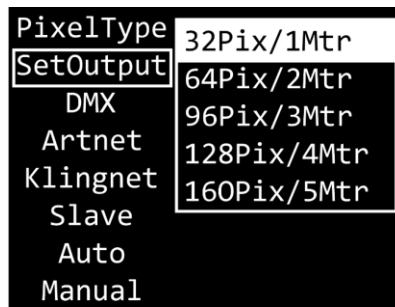 PixelType
SetOutput
DMX
Artnet
Klingnet
Slave
Auto
Manual
32Pix/1Mtr
64Pix/2Mtr
96Pix/3Mtr
128Pix/4Mtr
160Pix/5Mtr